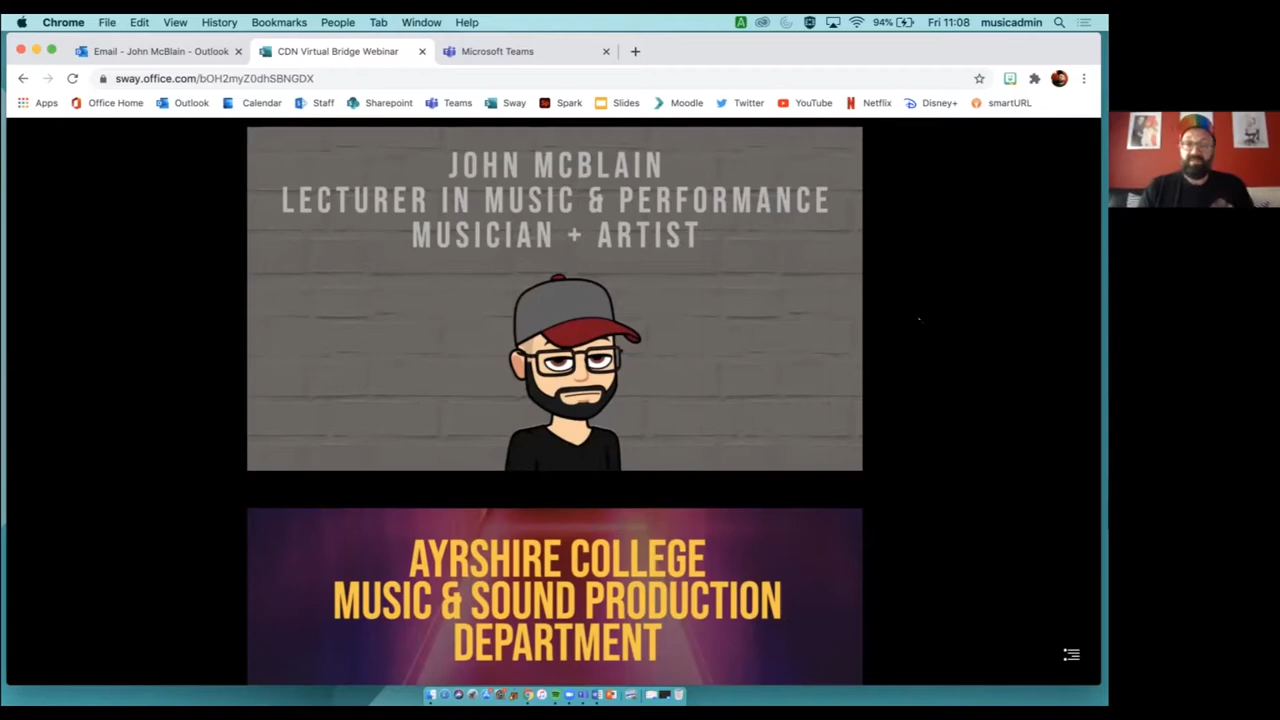 Chrome File Edit View History Bookmarks People Tab Window Help 94% Fri 11:08 musicadmin
Email - John McBlain - Outlook CDN Virtual Bridge Webinar Microsoft Teams
sway.office.com/bOH2myZ0dhSBNGDX
Apps Office Home Outlook Calendar Staff Sharepoint Teams Sway Spark Slides Moodle Twitter YouTube Netflix Disney+ smartURL
JOHN MCBLAIN
LECTURER IN MUSIC & PERFORMANCE
MUSICIAN + ARTIST
AYRSHIRE COLLEGE
MUSIC & SOUND PRODUCTION
DEPARTMENT